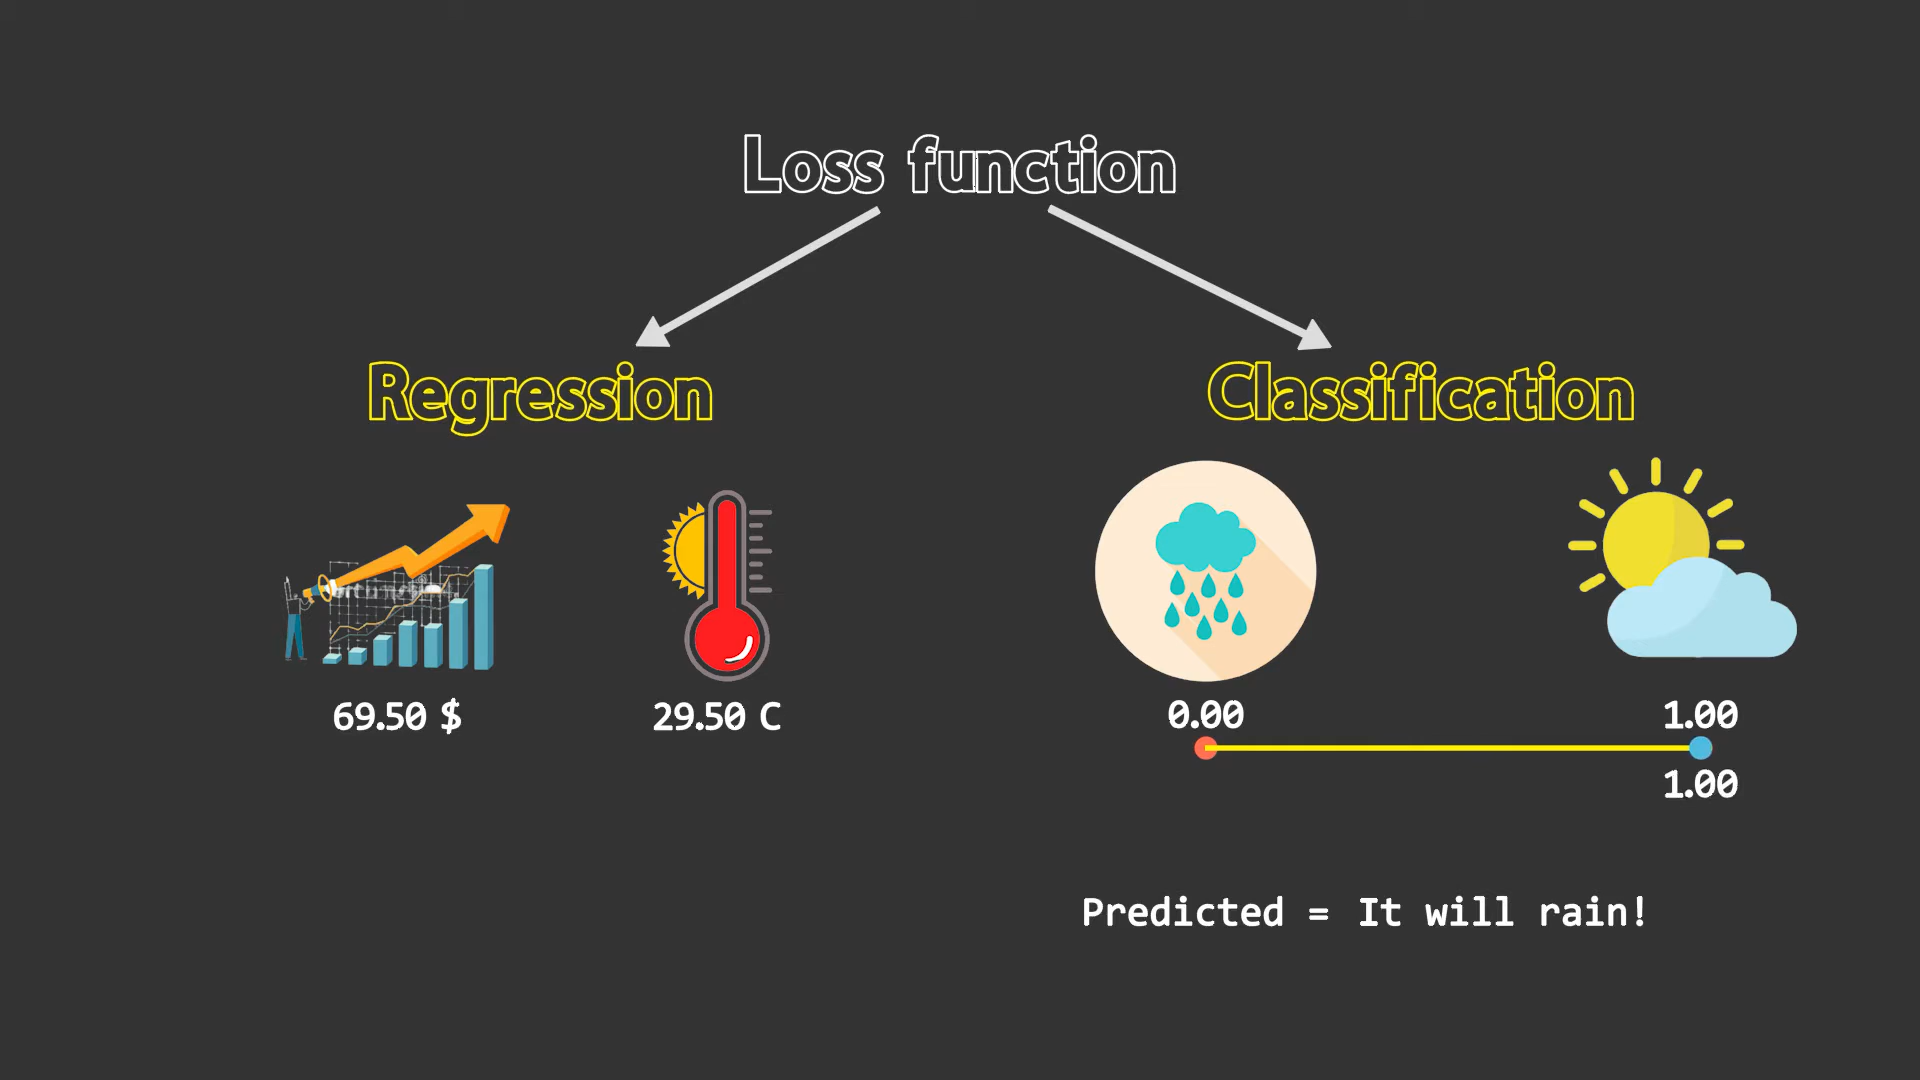 Loss function
Regression
Classification
69.50 $
29.50 C
0.00
1.00
1.00
Predicted = It will rain!